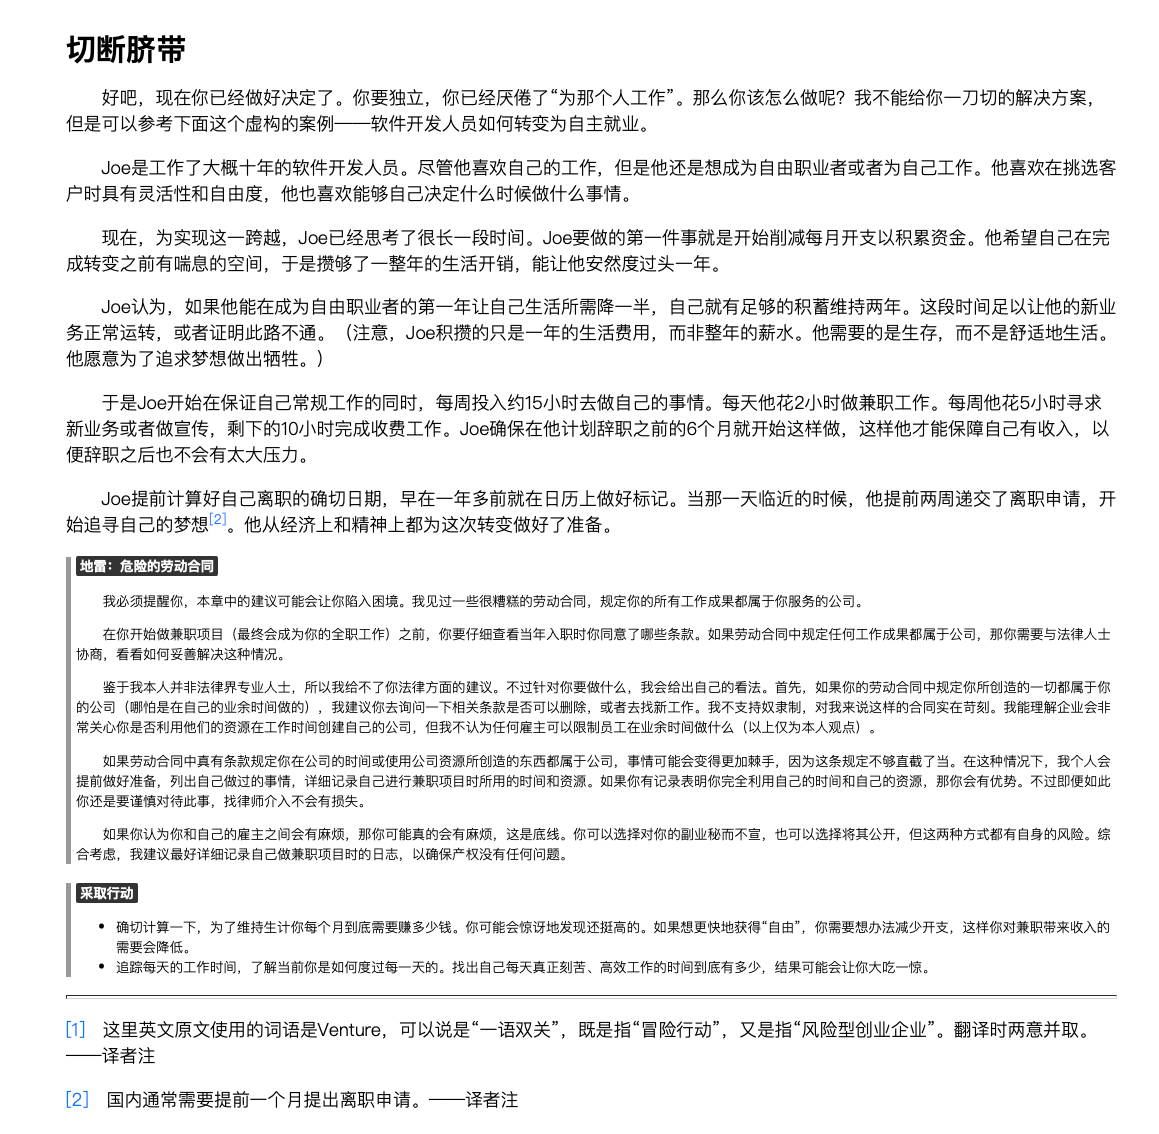 切断脐带
好吧，现在你已经做好决定了。你要独立，你已经厌倦了“为那个人工作”。那么你该怎么做呢？我不能给你一刀切的解决方案，
但是可以参考下面这个虚构的案例——软件开发人员如何转变为自主就业。
Joe是工作了大概十年的软件开发人员。尽管他喜欢自己的工作，但是他还是想成为自由职业者或者为自己工作。他喜欢在挑选客
户时具有灵活性和自由度，他也喜欢能够自己决定什么时候做什么事情。
现在，为实现这一跨越，Joe已经思考了很长一段时间。Joe要做的第一件事就是开始削减每月开支以积累资金。他希望自己在完
成转变之前有喘息的空间，于是攒够了一整年的生活开销，能让他安然度过头一年。
Joe认为，如果他能在成为自由职业者的第一年让自己生活所需降一半，自己就有足够的积蓄维持两年。这段时间足以让他的新业
务正常运转，或者证明此路不通。（注意，Joe积攒的只是一年的生活费用，而非整年的薪水。他需要的是生存，而不是舒适地生活。
他愿意为了追求梦想做出牺牲。）
于是Joe开始在保证自己常规工作的同时，每周投入约15小时去做自己的事情。每天他花2小时做兼职工作。每周他花5小时寻求
新业务或者做宣传，剩下的10小时完成收费工作。Joe确保在他计划辞职之前的6个月就开始这样做，这样他才能保障自己有收入，以
便辞职之后也不会有太大压力。
Joe提前计算好自己离职的确切日期，早在一年多前就在日历上做好标记。当那一天临近的时候，他提前两周递交了离职申请，开
始追寻自己的梦想[2]。他从经济上和精神上都为这次转变做好了准备。
地雷：危险的劳动合同
我必须提醒你，本章中的建议可能会让你陷入困境。我见过一些很糟糕的劳动合同，规定你的所有工作成果都属于你服务的公司。
在你开始做兼职项目（最终会成为你的全职工作）之前，你要仔细查看当年入职时你同意了哪些条款。如果劳动合同中规定任何工作成果都属于公司，那你需要与法律人士
协商，看看如何妥善解决这种情况。
鉴于我本人并非法律界专业人士，所以我给不了你法律方面的建议。不过针对你要做什么，我会给出自己的看法。首先，如果你的劳动合同中规定你所创造的一切都属于你
的公司（哪怕是在自己的业余时间做的），我建议你去询问一下相关条款是否可以删除，或者去找新工作。我不支持奴隶制，对我来说这样的合同实在苛刻。我能理解企业会非
常关心你是否利用他们的资源在工作时间创建自己的公司，但我不认为任何雇主可以限制员工在业余时间做什么（以上仅为本人观点）。
如果劳动合同中真有条款规定你在公司的时间或使用公司资源所创造的东西都属于公司，事情可能会变得更加棘手，因为这条规定不够直截了当。在这种情况下，我个人会
提前做好准备，列出自己做过的事情，详细记录自己进行兼职项目时所用的时间和资源。如果你有记录表明你完全利用自己的时间和自己的资源，那你会有优势。不过即便如此
你还是要谨慎对待此事，找律师介入不会有损失。
如果你认为你和自己的雇主之间会有麻烦，那你可能真的会有麻烦，这是底线。你可以选择对你的副业秘而不宣，也可以选择将其公开，但这两种方式都有自身的风险。综
合考虑，我建议最好详细记录自己做兼职项目时的日志，以确保产权没有任何问题。
采取行动
• 确切计算一下，为了维持生计你每个月到底需要赚多少钱。你可能会惊讶地发现还挺高的。如果想更快地获得“自由”，你需要想办法减少开支，这样你对兼职带来收入的
需要会降低。
• 追踪每天的工作时间，了解当前你是如何度过每一天的。找出自己每天真正刻苦、高效工作的时间到底有多少，结果可能会让你大吃一惊。
[1] 这里英文原文使用的词语是Venture，可以说是“一语双关”，既是指“冒险行动”，又是指“风险型创业企业”。翻译时两意并取。
——译者注
[2] 国内通常需要提前一个月提出离职申请。——译者注